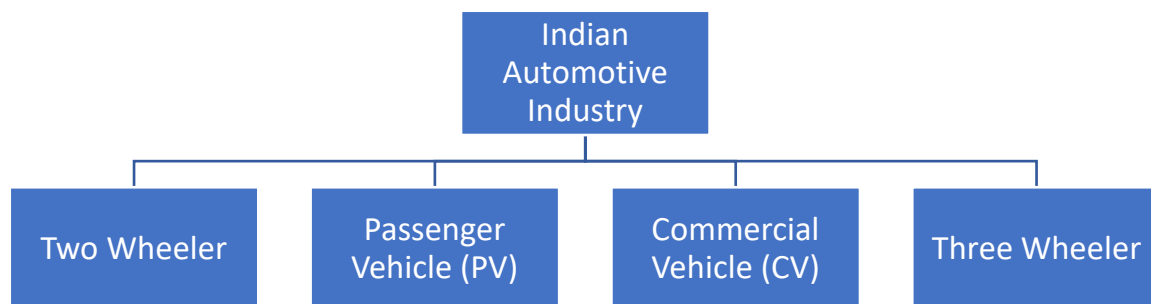 Indian
Automotive
Industry
Two Wheeler
Passenger
Vehicle (PV)
Commercial
Vehicle (CV)
Three Wheeler